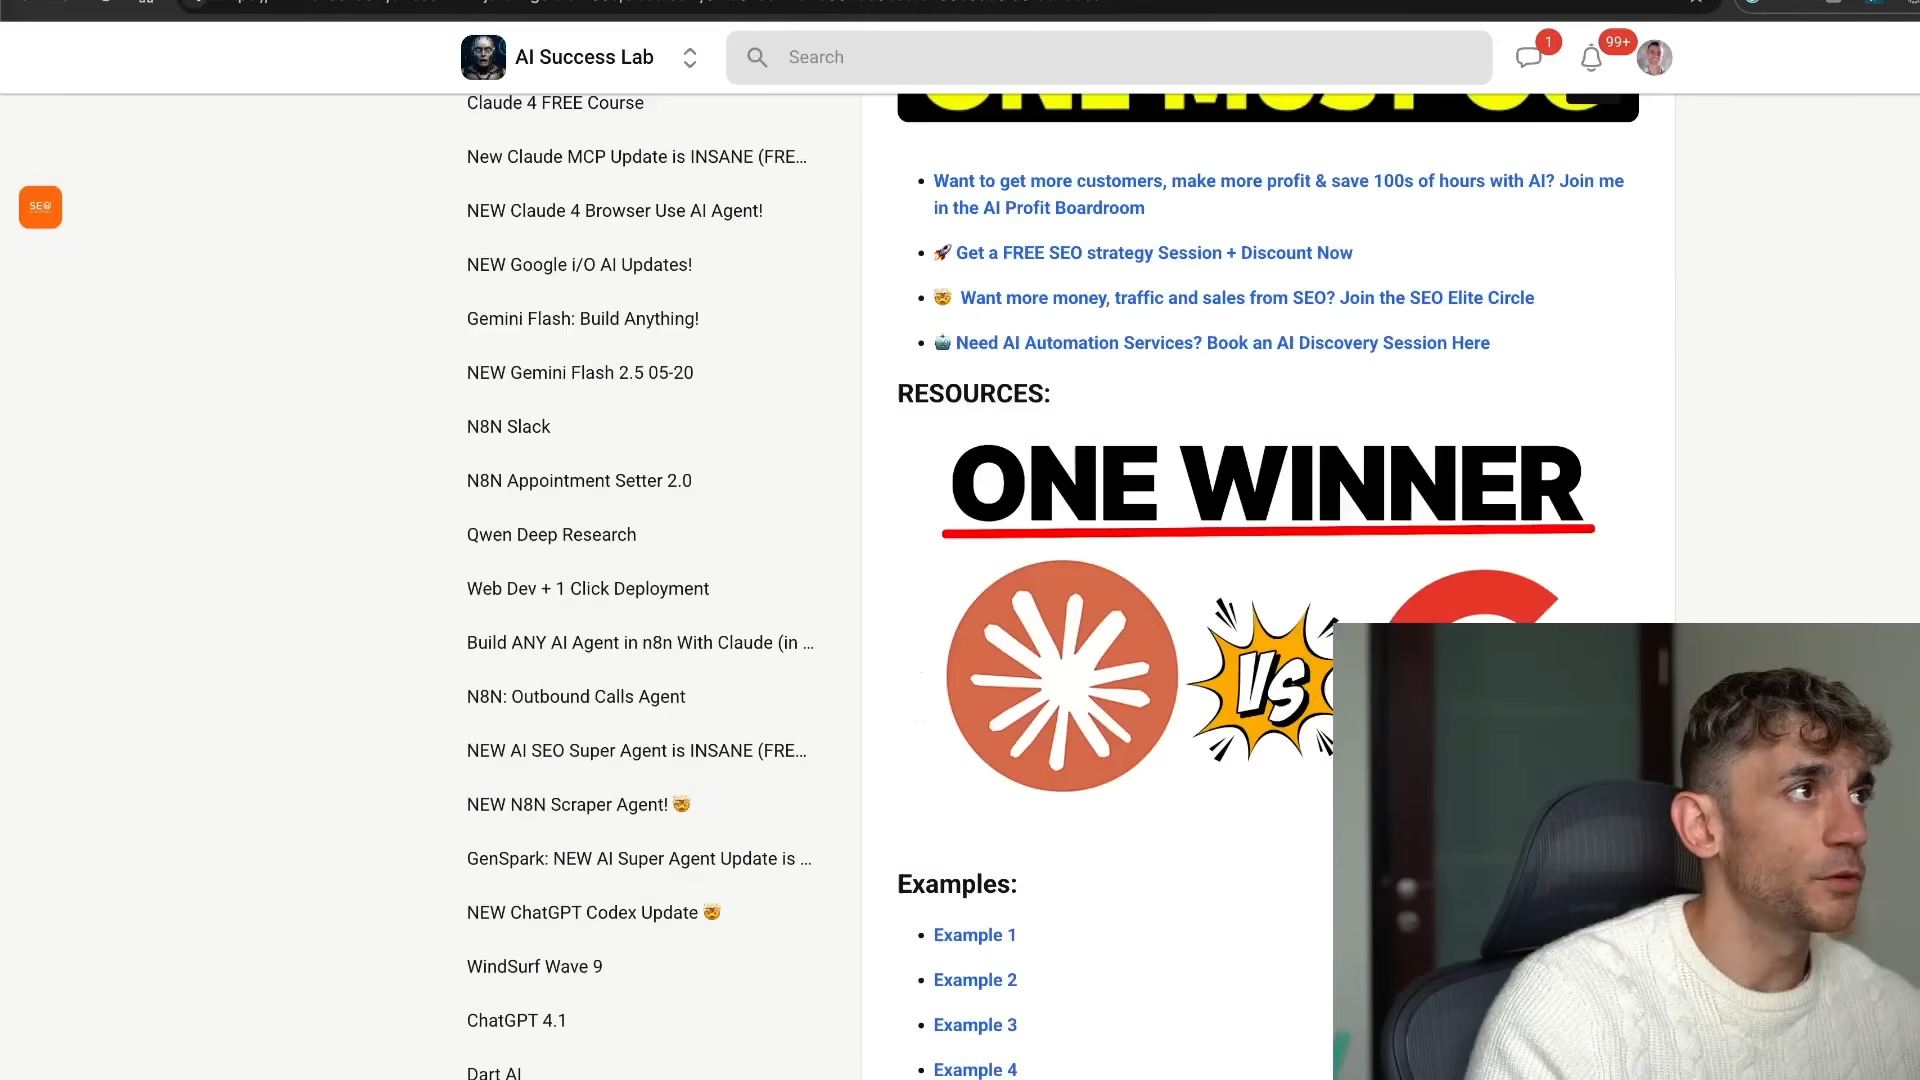 AI Success Lab
Search
1
99+
Claude 4 FREE Course
New Claude MCP Update is INSANE (FRE...
NEW Claude 4 Browser Use AI Agent!
NEW Google i/O AI Updates!
Gemini Flash: Build Anything!
NEW Gemini Flash 2.5 05-20
N8N Slack
N8N Appointment Setter 2.0
Qwen Deep Research
Web Dev + 1 Click Deployment
Build ANY AI Agent in n8n With Claude (in ...
N8N: Outbound Calls Agent
NEW AI SEO Super Agent is INSANE (FRE...
NEW N8N Scraper Agent! 🤯
GenSpark: NEW AI Super Agent Update is ...
NEW ChatGPT Codex Update 🤯
WindSurf Wave 9
ChatGPT 4.1
Dart AI
SE@
• Want to get more customers, make more profit & save 100s of hours with AI? Join me
in the AI Profit Boardroom
• 🚀 Get a FREE SEO strategy Session + Discount Now
• 🤯 Want more money, traffic and sales from SEO? Join the SEO Elite Circle
• 🤖 Need AI Automation Services? Book an AI Discovery Session Here
RESOURCES:
ONE WINNER
VS
Examples:
• Example 1
• Example 2
• Example 3
• Example 4